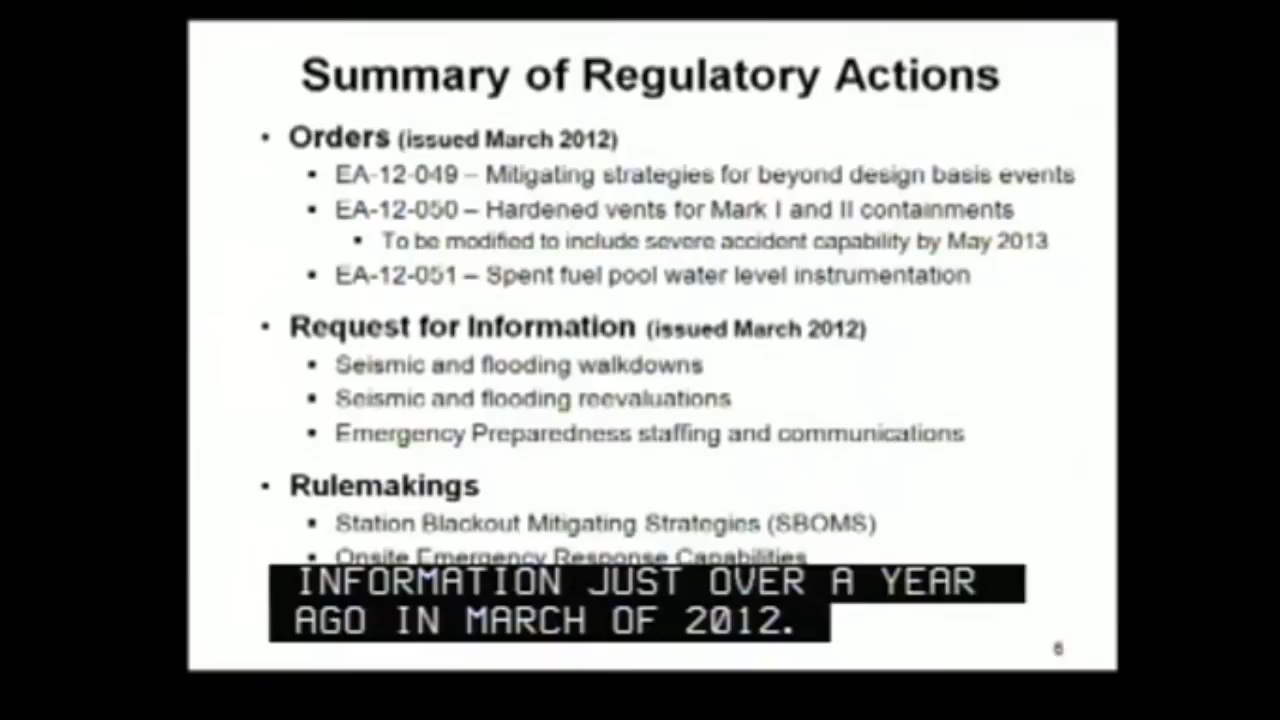 Summary of Regulatory Actions
• Orders (issued March 2012)
▪ EA-12-049 – Mitigating strategies for beyond design basis events
▪ EA-12-050 – Hardened vents for Mark I and II containments
▪ To be modified to include severe accident capability by May 2013
▪ EA-12-051 – Spent fuel pool water level instrumentation
• Request for Information (issued March 2012)
▪ Seismic and flooding walkdowns
▪ Seismic and flooding reevaluations
▪ Emergency Preparedness staffing and communications
• Rulemakings
▪ Station Blackout Mitigating Strategies (SBOMS)
▪ Onsite Emergency Response Capabilities
INFORMATION JUST OVER A YEAR
AGO IN MARCH OF 2012.
6